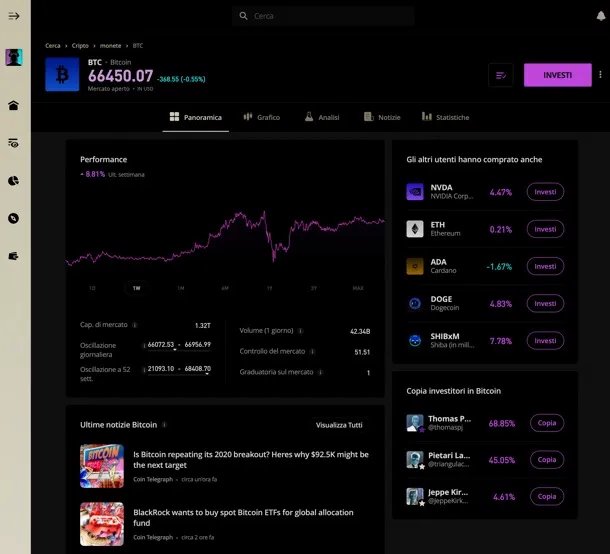 Cerca
Cerca › Cripto › monete › BTC
BTC • Bitcoin
66450.07 -368.55 (-0.55%)
Mercato aperto • IN USD
INVESTI
Panoramica
Grafico
Analisi
Notizie
Statistiche
Performance
8.81% Ult. settimana
1D 1W 1M 6M 1Y 3Y MAX
Cap. di mercato 1.32T
Oscillazione giornaliera 66072.53 - 66956.99
Oscillazione a 52 sett. 21093.10 - 68408.70
Volume (1 giorno) 42.34B
Controllo del mercato 51.51
Graduatoria sul mercato 1
Ultime notizie Bitcoin
Visualizza Tutti
Is Bitcoin repeating its 2020 breakout? Heres why $92.5K might be
the next target
Coin Telegraph • circa un'ora fa
BlackRock wants to buy spot Bitcoin ETFs for global allocation
fund
Coin Telegraph • circa 2 ore fa
Gli altri utenti hanno comprato anche
NVDA
NVIDIA Corp...
4.47% Investi
ETH
Ethereum
0.21% Investi
ADA
Cardano
-1.67% Investi
DOGE
Dogecoin
4.83% Investi
SHIBxM
Shiba (in mil...
7.78% Investi
Copia investitori in Bitcoin
Thomas P...
@thomaspj
68.85% Copia
Pietari La...
@triangulac...
45.05% Copia
Jeppe Kir...
@JeppeKirk...
4.61% Copia